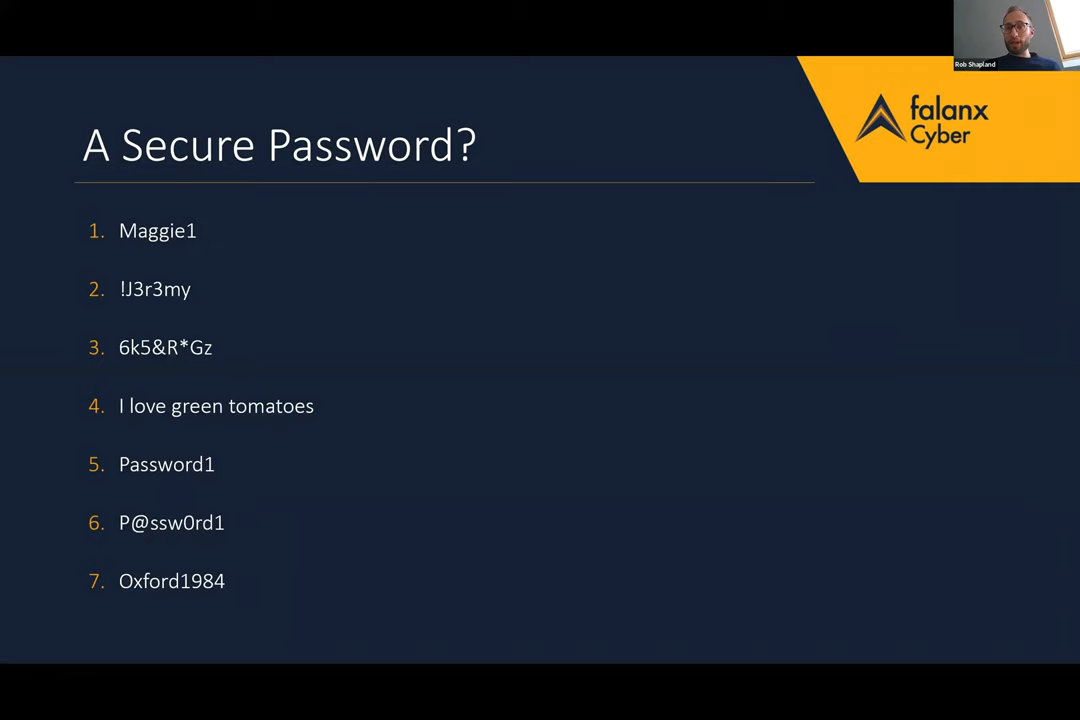 Rob Shapland
falanx
Cyber
A Secure Password?
1. Maggie1
2. !J3r3my
3. 6k5&R*Gz
4. I love green tomatoes
5. Password1
6. P@ssw0rd1
7. Oxford1984